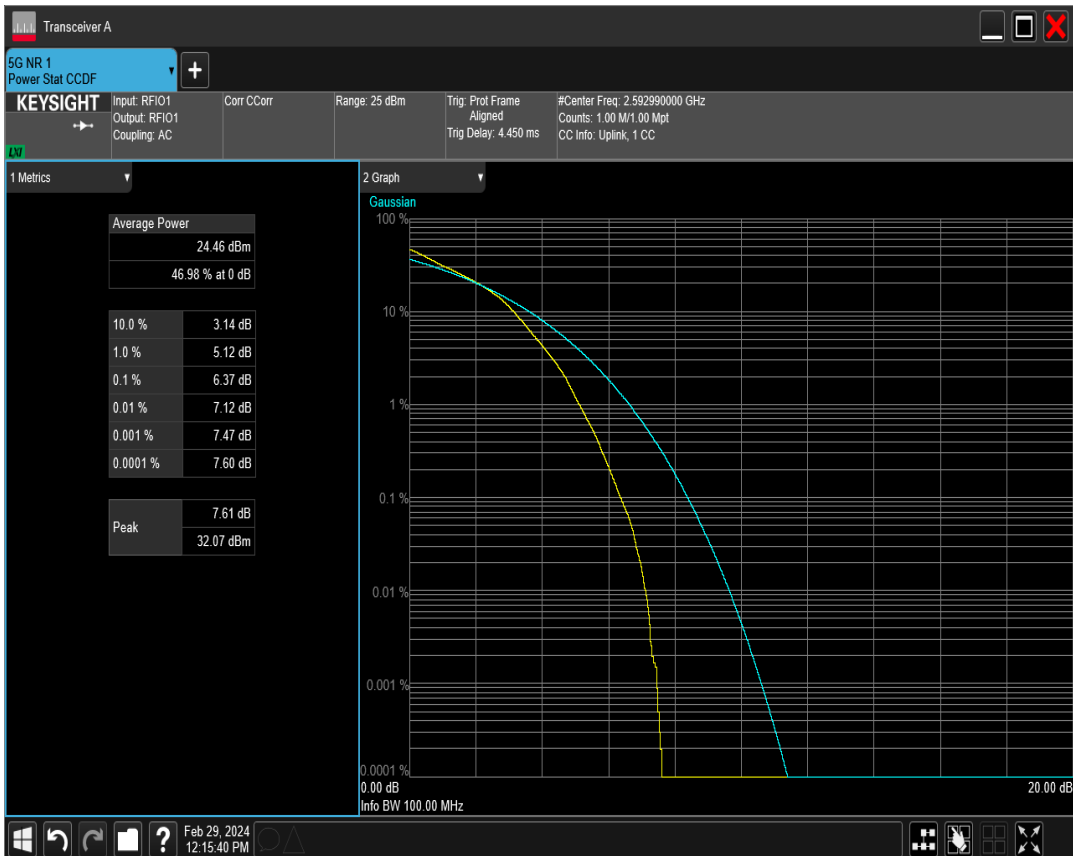 Transceiver A
5G NR 1
Power Stat CCDF
+
KEYSIGHT
LXI
Input: RFIO1
Output: RFIO1
Coupling: AC
Corr CCorr
Range: 25 dBm
Trig: Prot Frame
Aligned
Trig Delay: 4.450 ms
#Center Freq: 2.592990000 GHz
Counts: 1.00 M/1.00 Mpt
CC Info: Uplink, 1 CC
1 Metrics
Average Power
24.46 dBm
46.98 % at 0 dB
10.0 % 3.14 dB
1.0 % 5.12 dB
0.1 % 6.37 dB
0.01 % 7.12 dB
0.001 % 7.47 dB
0.0001 % 7.60 dB
Peak
7.61 dB
32.07 dBm
2 Graph
Gaussian
100 %
10 %
1 %
0.1 %
0.01 %
0.001 %
0.0001 %
0.00 dB 20.00 dB
Info BW 100.00 MHz
?
Feb 29, 2024
12:15:40 PM